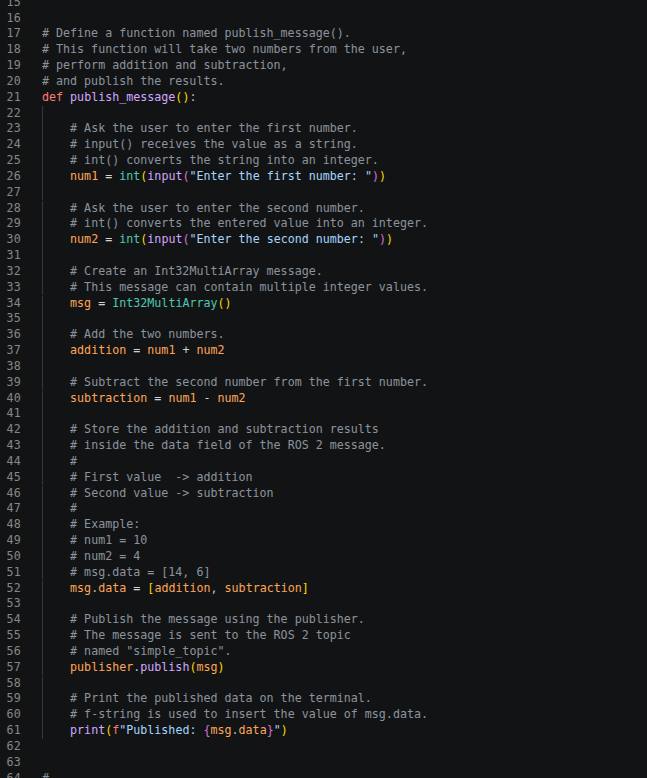 15
16
17 # Define a function named publish_message().
18 # This function will take two numbers from the user,
19 # perform addition and subtraction,
20 # and publish the results.
21 def publish_message():
22
23     # Ask the user to enter the first number.
24     # input() receives the value as a string.
25     # int() converts the string into an integer.
26     num1 = int(input("Enter the first number: "))
27
28     # Ask the user to enter the second number.
29     # int() converts the entered value into an integer.
30     num2 = int(input("Enter the second number: "))
31
32     # Create an Int32MultiArray message.
33     # This message can contain multiple integer values.
34     msg = Int32MultiArray()
35
36     # Add the two numbers.
37     addition = num1 + num2
38
39     # Subtract the second number from the first number.
40     subtraction = num1 - num2
41
42     # Store the addition and subtraction results
43     # inside the data field of the ROS 2 message.
44     #
45     # First value  -> addition
46     # Second value -> subtraction
47     #
48     # Example:
49     # num1 = 10
50     # num2 = 4
51     # msg.data = [14, 6]
52     msg.data = [addition, subtraction]
53
54     # Publish the message using the publisher.
55     # The message is sent to the ROS 2 topic
56     # named "simple_topic".
57     publisher.publish(msg)
58
59     # Print the published data on the terminal.
60     # f-string is used to insert the value of msg.data.
61     print(f"Published: {msg.data}")
62
63
64 #